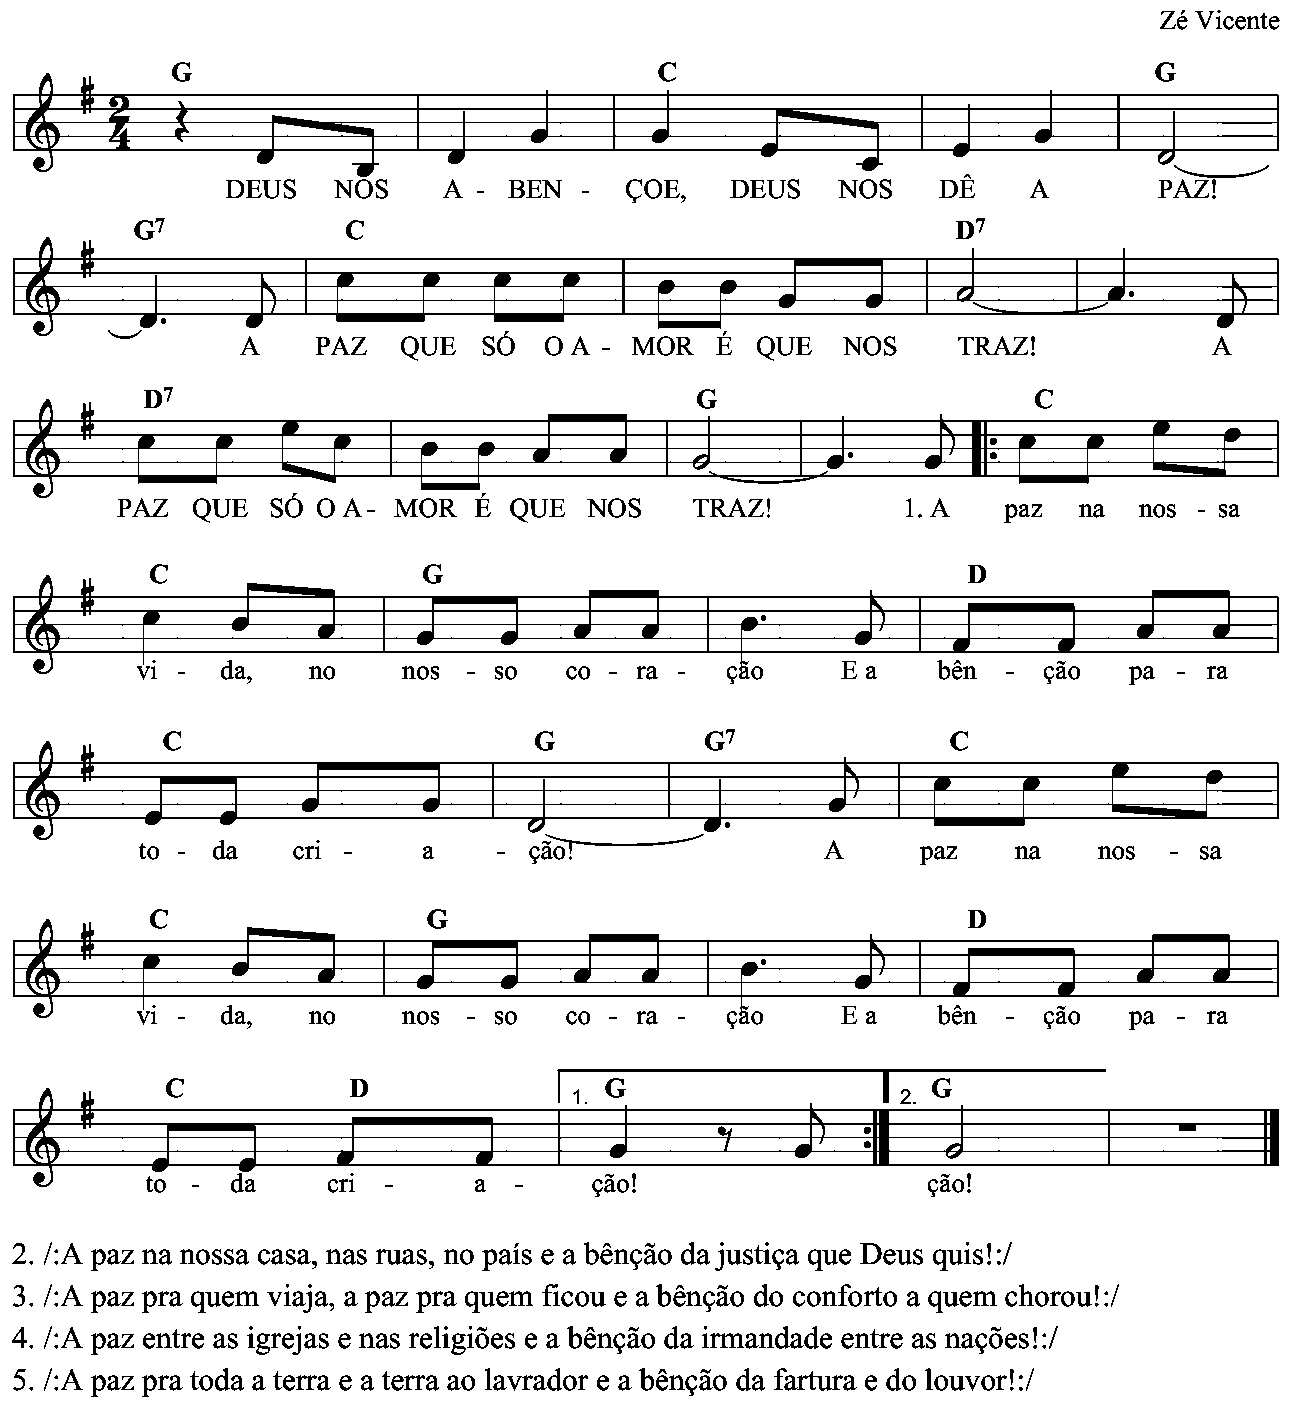 Zé Vicente
G C G
2
4
DEUS NOS A - BEN - ÇOE, DEUS NOS DÊ A PAZ!
G7 C D7
A PAZ QUE SÓ O A - MOR É QUE NOS TRAZ! A
D7 G C
PAZ QUE SÓ O A - MOR É QUE NOS TRAZ! 1. A paz na nos - sa
C G D
vi - da, no nos - so co - ra - ção E a bên - ção pa - ra
C G G7 C
to - da cri - a - ção! A paz na nos - sa
C G D
vi - da, no nos - so co - ra - ção E a bên - ção pa - ra
C D 1. G 2. G
to - da cri - a - ção! ção!
2. /:A paz na nossa casa, nas ruas, no país e a bênção da justiça que Deus quis!:/
3. /:A paz pra quem viaja, a paz pra quem ficou e a bênção do conforto a quem chorou!:/
4. /:A paz entre as igrejas e nas religiões e a bênção da irmandade entre as nações!:/
5. /:A paz pra toda a terra e a terra ao lavrador e a bênção da fartura e do louvor!:/